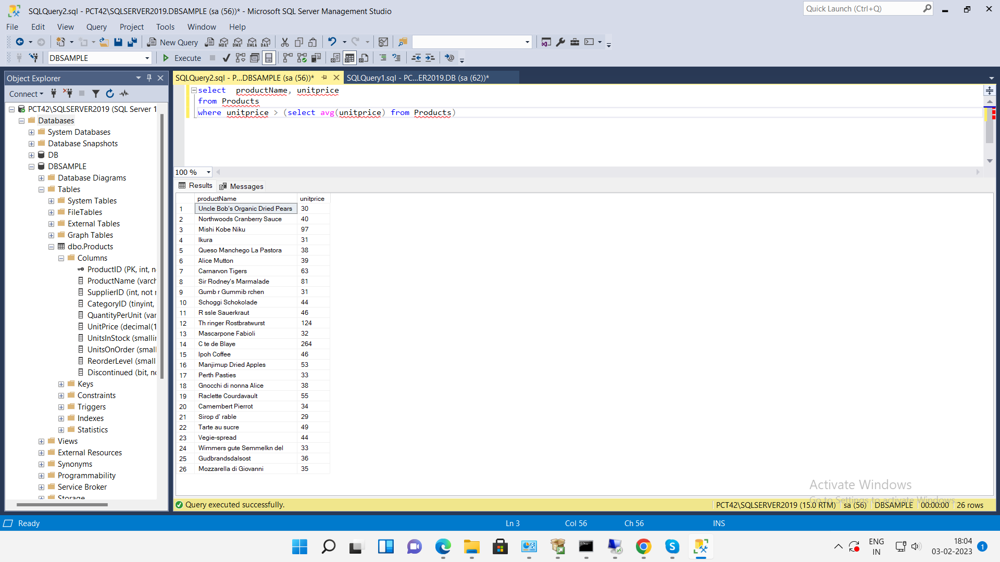 SQLQuery2.sql - PCT42\SQLSERVER2019.DBSAMPLE (sa (56))* - Microsoft SQL Server Management Studio
Quick Launch (Ctrl+Q)
File Edit View Query Project Tools Window Help
New Query
MDX DMX XMLA DAX
DBSAMPLE
Execute
Object Explorer
Connect
PCT42\SQLSERVER2019 (SQL Server 1
Databases
System Databases
Database Snapshots
DB
DBSAMPLE
Database Diagrams
Tables
System Tables
FileTables
External Tables
Graph Tables
dbo.Products
Columns
ProductID (PK, int, n
ProductName (varch
SupplierID (int, not n
CategoryID (tinyint,
QuantityPerUnit (var
UnitPrice (decimal(1
UnitsInStock (smallin
UnitsOnOrder (small
ReorderLevel (small
Discontinued (bit, no
Keys
Constraints
Triggers
Indexes
Statistics
Views
External Resources
Synonyms
Programmability
Service Broker
Storage
SQLQuery2.sql - P...DBSAMPLE (sa (56))*
SQLQuery1.sql - PC...ER2019.DB (sa (62))*
select productName, unitprice
from Products
where unitprice > (select avg(unitprice) from Products)
100 %
Results Messages
productName unitprice
1 Uncle Bob's Organic Dried Pears 30
2 Northwoods Cranberry Sauce 40
3 Mishi Kobe Niku 97
4 Ikura 31
5 Queso Manchego La Pastora 38
6 Alice Mutton 39
7 Carnarvon Tigers 63
8 Sir Rodney's Marmalade 81
9 Gumb r Gummib rchen 31
10 Schoggi Schokolade 44
11 R ssle Sauerkraut 46
12 Th ringer Rostbratwurst 124
13 Mascarpone Fabioli 32
14 C te de Blaye 264
15 Ipoh Coffee 46
16 Manjimup Dried Apples 53
17 Perth Pasties 33
18 Gnocchi di nonna Alice 38
19 Raclette Courdavault 55
20 Camembert Pierrot 34
21 Sirop d' rable 29
22 Tarte au sucre 49
23 Vegie-spread 44
24 Wimmers gute Semmelkn del 33
25 Gudbrandsdalsost 36
26 Mozzarella di Giovanni 35
Activate Windows
Go to Settings to activate Windows.
Query executed successfully.
PCT42\SQLSERVER2019 (15.0 RTM) sa (56) DBSAMPLE 00:00:00 26 rows
Ready Ln 3 Col 56 Ch 56 INS
ENG
IN
18:04
03-02-2023
1